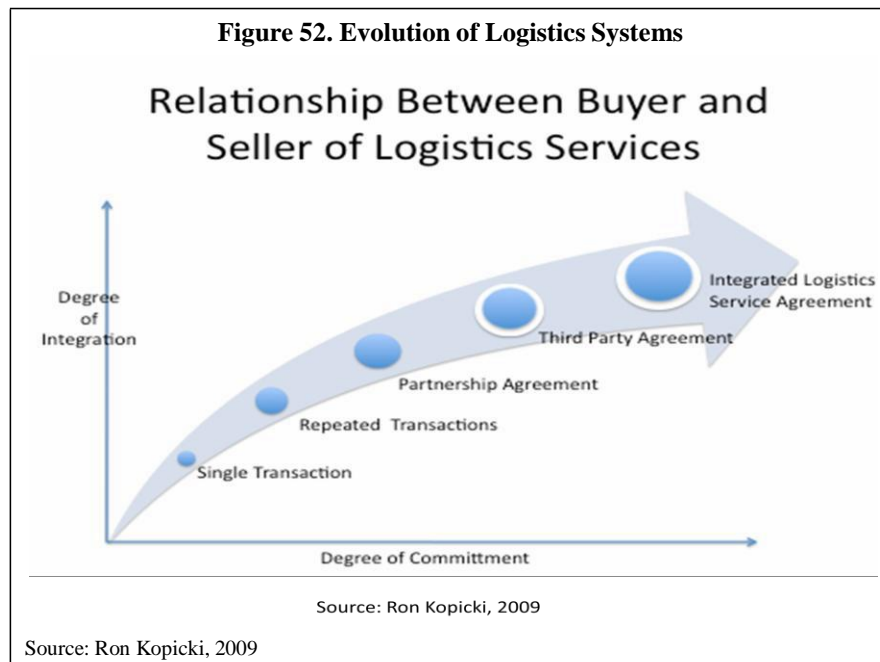 Figure 52. Evolution of Logistics Systems
Relationship Between Buyer and
Seller of Logistics Services
Degree
of
Integration
Integrated Logistics
Service Agreement
Third Party Agreement
Partnership Agreement
Repeated Transactions
Single Transaction
Degree of Committment
Source: Ron Kopicki, 2009
Source: Ron Kopicki, 2009